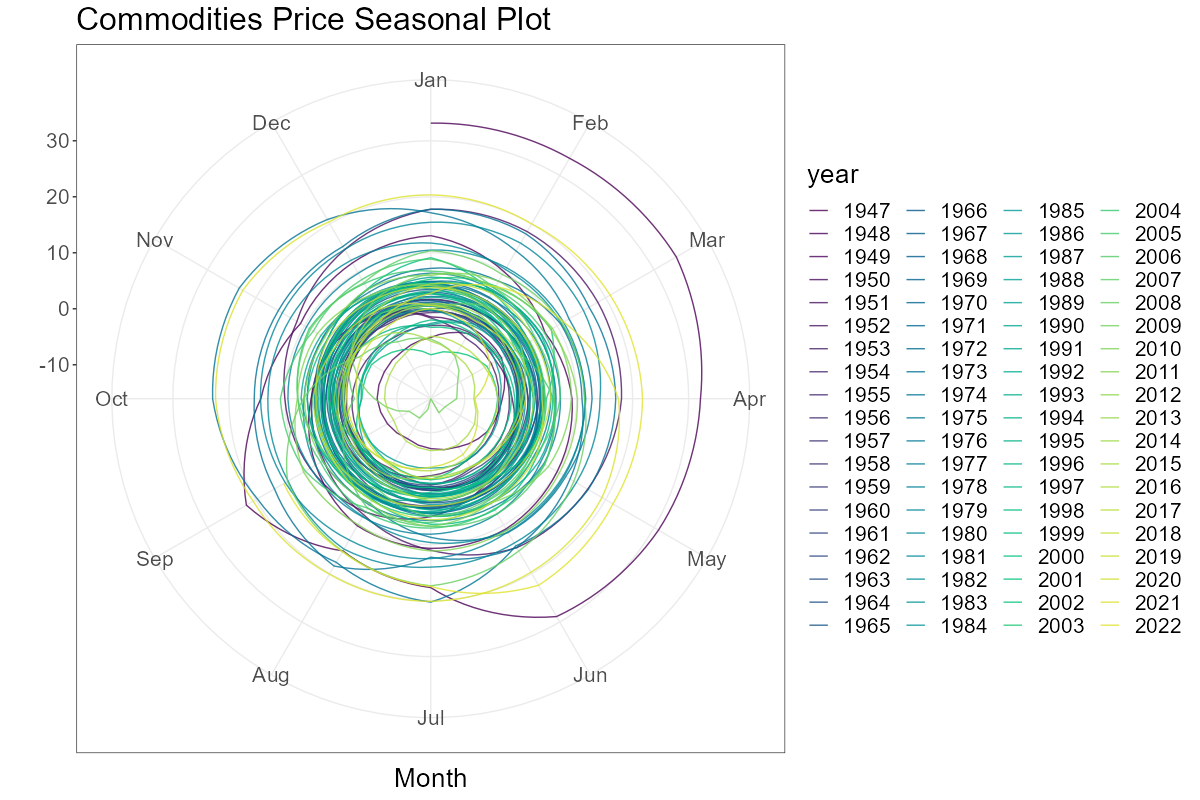 Commodities Price Seasonal Plot
Jan
Dec
Feb
30
20
Nov
Mar
10
0
-10
Oct
Apr
Sep
May
Aug
Jun
Jul
Month
year
1947 1966 1985 2004
1948 1967 1986 2005
1949 1968 1987 2006
1950 1969 1988 2007
1951 1970 1989 2008
1952 1971 1990 2009
1953 1972 1991 2010
1954 1973 1992 2011
1955 1974 1993 2012
1956 1975 1994 2013
1957 1976 1995 2014
1958 1977 1996 2015
1959 1978 1997 2016
1960 1979 1998 2017
1961 1980 1999 2018
1962 1981 2000 2019
1963 1982 2001 2020
1964 1983 2002 2021
1965 1984 2003 2022